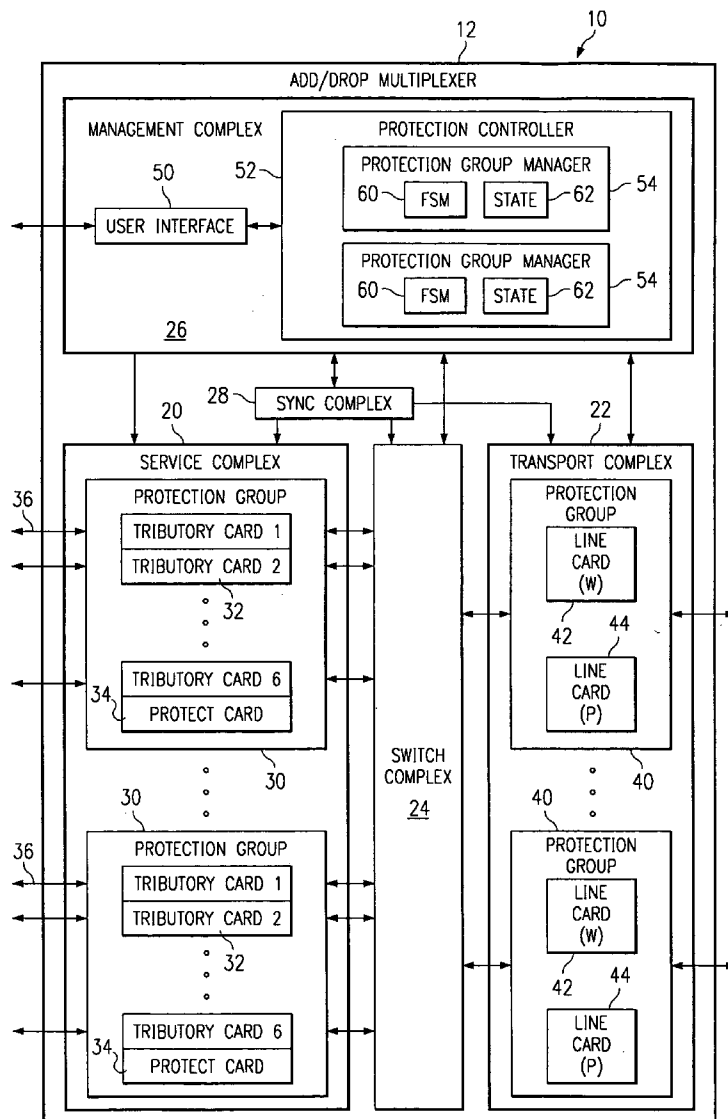 12
10
ADD/DROP MULTIPLEXER
MANAGEMENT COMPLEX
PROTECTION CONTROLLER
52
PROTECTION GROUP MANAGER
60
FSM
STATE
62
54
50
USER INTERFACE
PROTECTION GROUP MANAGER
60
FSM
STATE
62
54
26
28
SYNC COMPLEX
20
22
SERVICE COMPLEX
TRANSPORT COMPLEX
36
PROTECTION GROUP
TRIBUTORY CARD 1
TRIBUTORY CARD 2
32
TRIBUTORY CARD 6
34
PROTECT CARD
30
PROTECTION
GROUP
LINE
CARD
(W)
42
44
LINE
CARD
(P)
40
SWITCH
COMPLEX
24
30
36
PROTECTION GROUP
TRIBUTORY CARD 1
TRIBUTORY CARD 2
32
TRIBUTORY CARD 6
34
PROTECT CARD
40
PROTECTION
GROUP
LINE
CARD
(W)
42
44
LINE
CARD
(P)